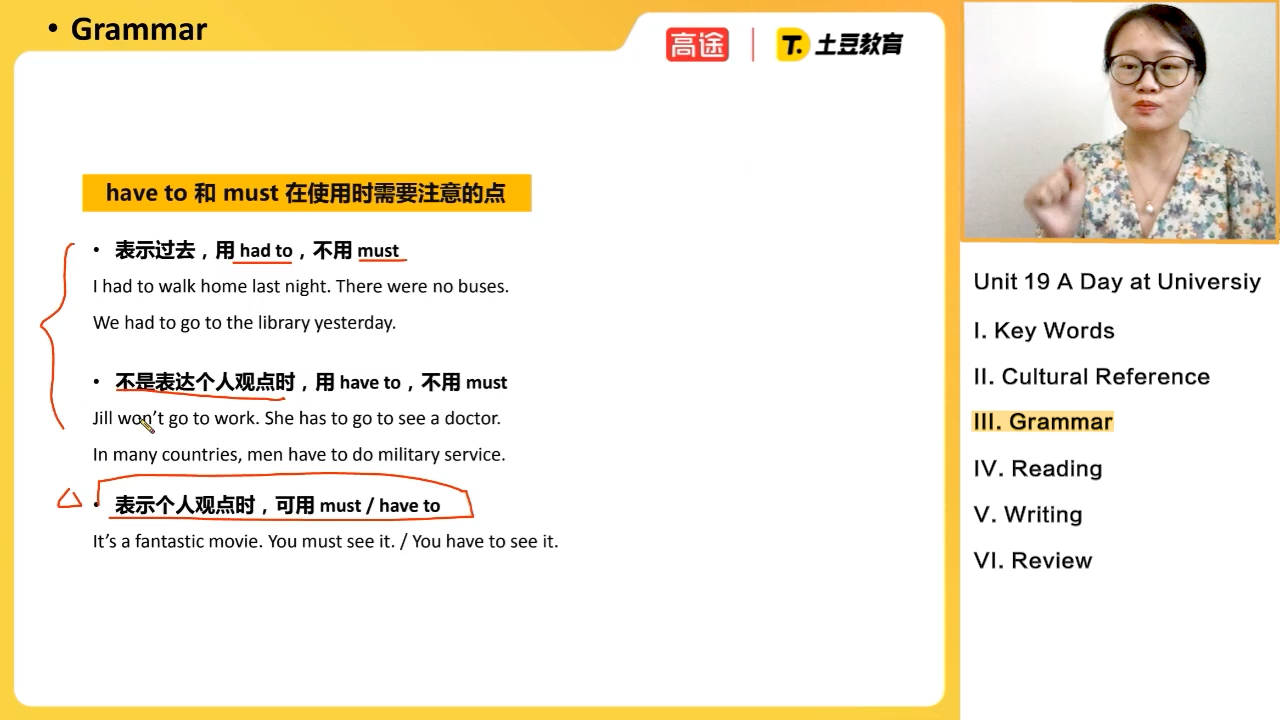 • Grammar
高途 | T. 土豆教育
have to 和 must 在使用时需要注意的点
• 表示过去，用 had to，不用 must
I had to walk home last night. There were no buses.
We had to go to the library yesterday.
• 不是表达个人观点时，用 have to，不用 must
Jill won't go to work. She has to go to see a doctor.
In many countries, men have to do military service.
• 表示个人观点时，可用 must / have to
It's a fantastic movie. You must see it. / You have to see it.
Unit 19 A Day at Universiy
I. Key Words
II. Cultural Reference
III. Grammar
IV. Reading
V. Writing
VI. Review